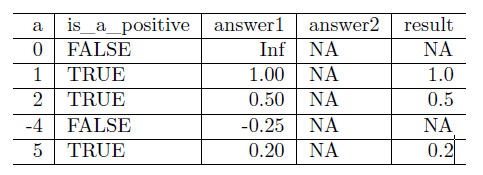 a is_a_positive answer1 answer2 result
0 FALSE Inf NA NA
1 TRUE 1.00 NA 1.0
2 TRUE 0.50 NA 0.5
-4 FALSE -0.25 NA NA
5 TRUE 0.20 NA 0.2